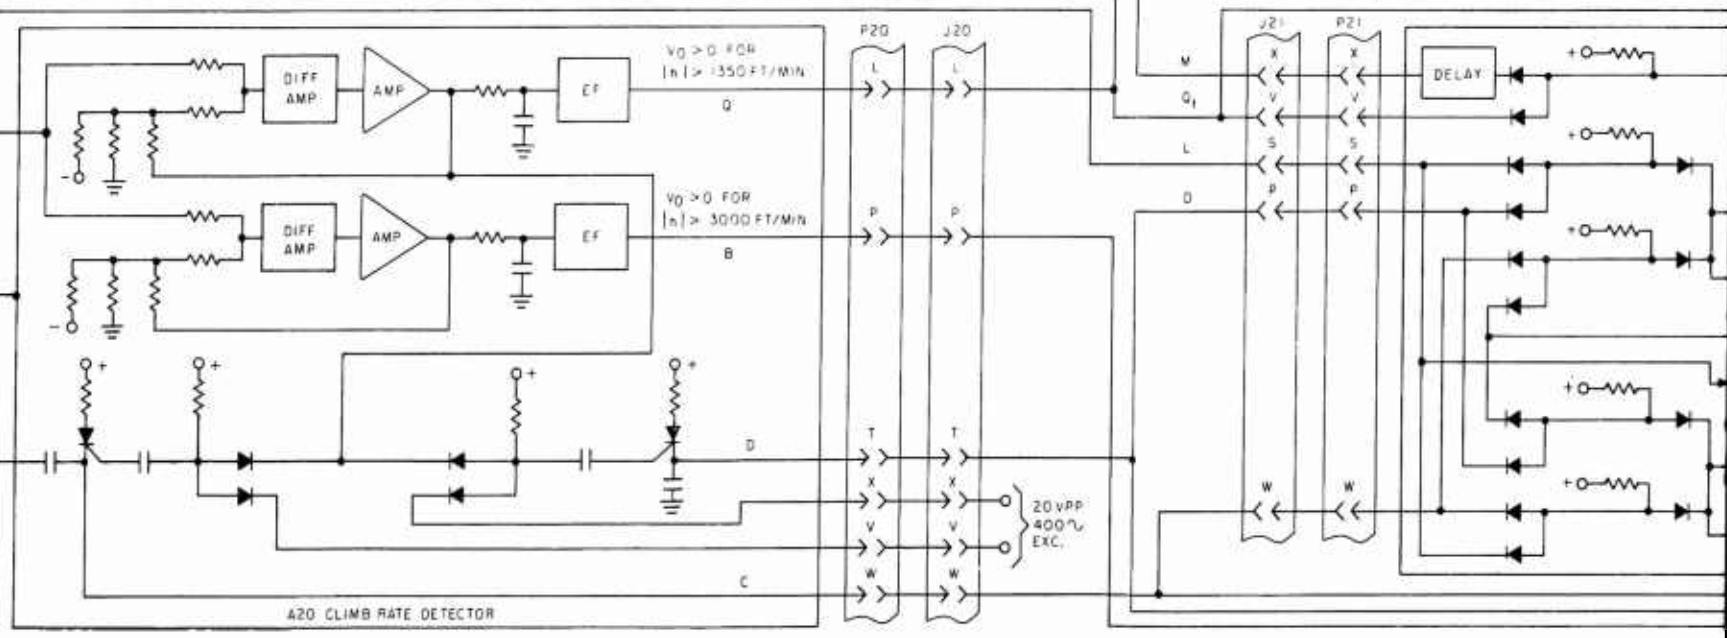 P20
J20
J21
P21
V0 > 0 FOR
|h| > 1350 FT/MIN
L
L
M
X
X
DELAY
+
DIFF
AMP
AMP
EF
Q
Q1
V
V
L
S
S
+
-
D
P
P
V0 > 0 FOR
|h| > 3000 FT/MIN
DIFF
AMP
AMP
EF
P
P
+
B
-
+
+
+
+
+
D
T
T
X
X
20 VPP
400~
EXC.
V
V
W
W
+
C
W
W
A20 CLIMB RATE DETECTOR